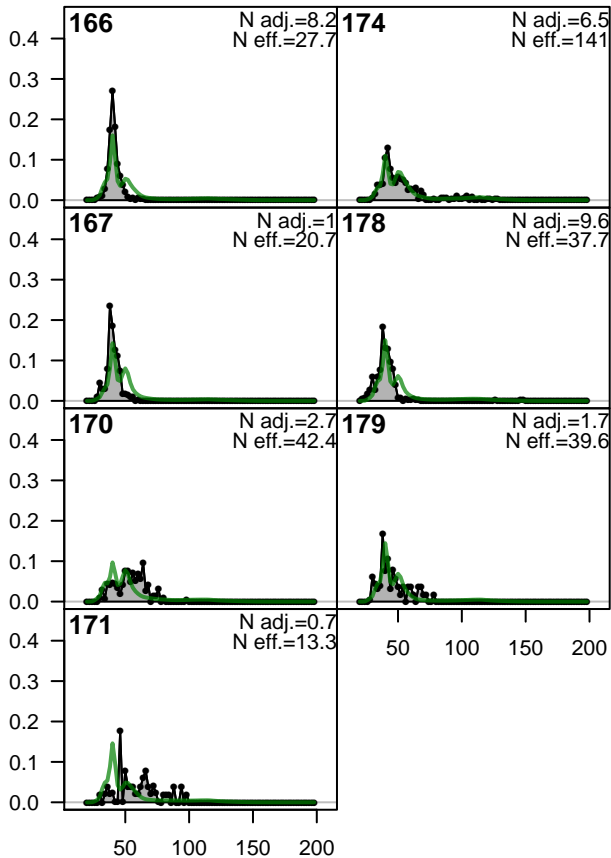 166
N adj.=8.2
N eff.=27.7
174
N adj.=6.5
N eff.=141
0.4
0.3
0.2
0.1
0.0
167
N adj.=1
N eff.=20.7
178
N adj.=9.6
N eff.=37.7
0.4
0.3
0.2
0.1
0.0
170
N adj.=2.7
N eff.=42.4
179
N adj.=1.7
N eff.=39.6
0.4
0.3
0.2
0.1
0.0
171
N adj.=0.7
N eff.=13.3
50 100 150 200
0.4
0.3
0.2
0.1
0.0
50 100 150 200